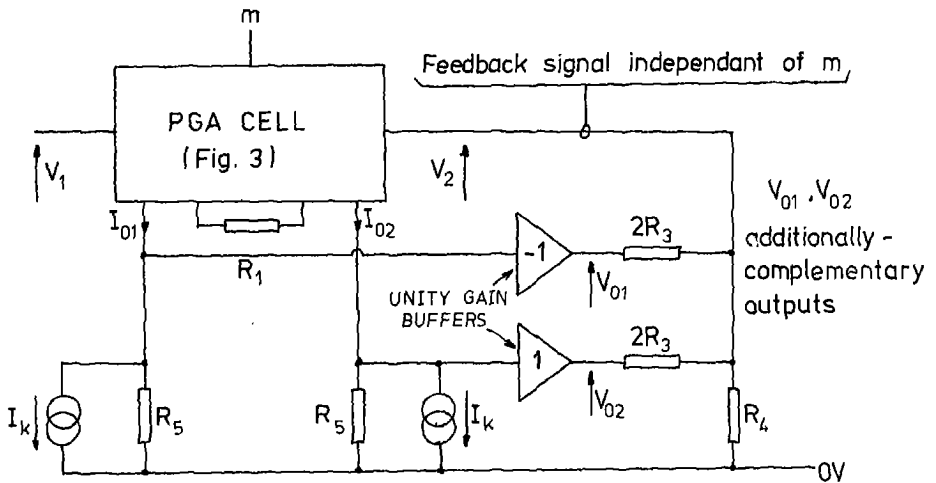 m
Feedback signal independant of m
PGA CELL
(Fig. 3)
V1
V2
I01
I02
R1
-1
2R3
V01
V01 , V02
additionally-
complementary
outputs
UNITY GAIN
BUFFERS
1
2R3
V02
Ik
R5
R5
Ik
R4
0V